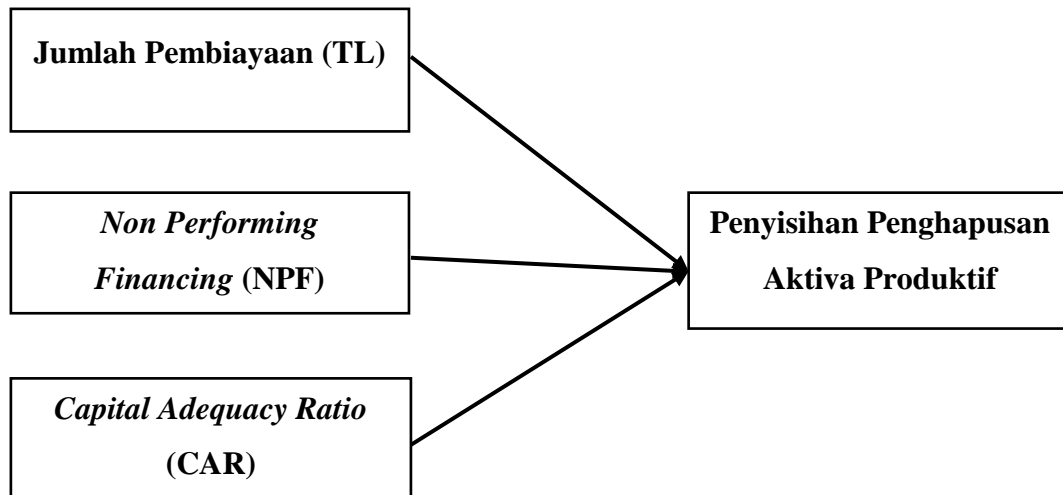 Jumlah Pembiayaan (TL)
Non Performing
Financing (NPF)
Penyisihan Penghapusan
Aktiva Produktif
Capital Adequacy Ratio
(CAR)